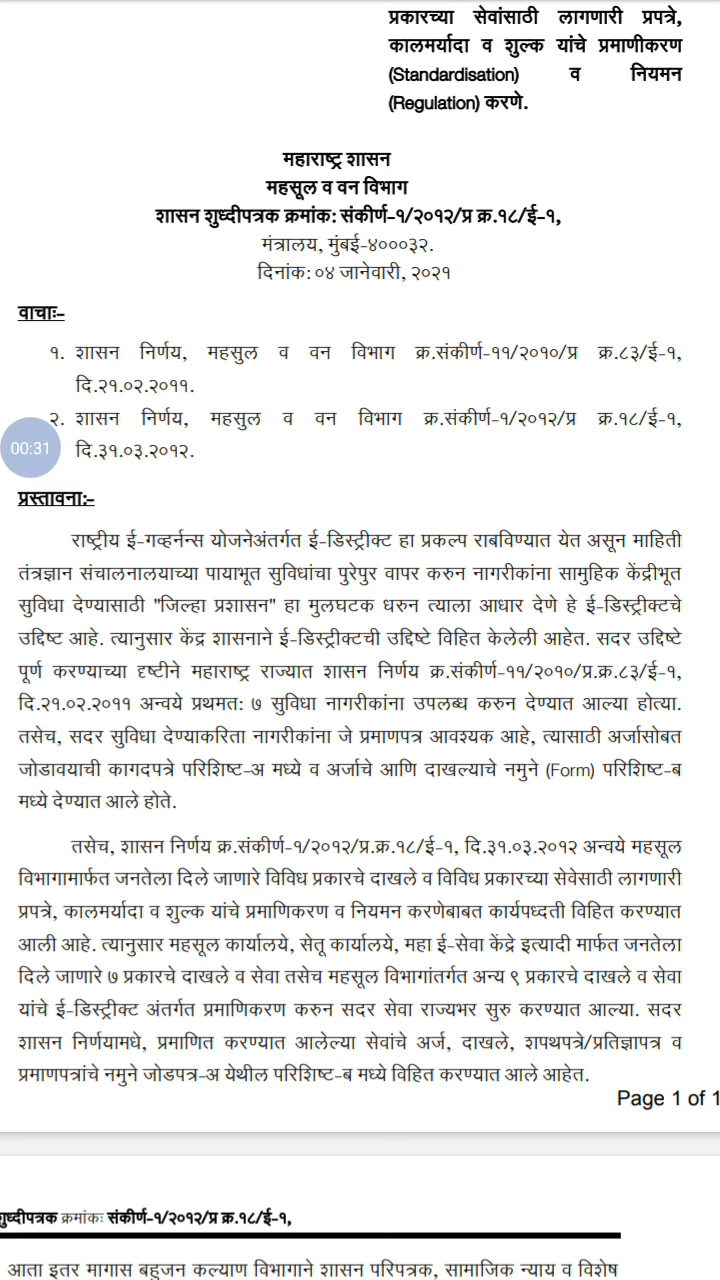 प्रकारच्या सेवांसाठी लागणारी प्रपत्रे,
कालमर्यादा व शुल्क यांचे प्रमाणीकरण
(Standardisation) व नियमन
(Regulation) करणे.
महाराष्ट्र शासन
महसूल व वन विभाग
शासन शुध्दीपत्रक क्रमांक: संकीर्ण-१/२०१२/प्र क्र.१८/ई-१,
मंत्रालय, मुंबई-४०००३२.
दिनांक: ०४ जानेवारी, २०२१
वाचाः-
१. शासन निर्णय, महसुल व वन विभाग क्र.संकीर्ण-११/२०१०/प्र क्र.८३/ई-१,
दि.२१.०२.२०११.
२. शासन निर्णय, महसुल व वन विभाग क्र.संकीर्ण-१/२०१२/प्र क्र.१८/ई-१,
00:31
दि.३१.०३.२०१२.
प्रस्तावना:-
राष्ट्रीय ई-गव्हर्नन्स योजनेअंतर्गत ई-डिस्ट्रीक्ट हा प्रकल्प राबविण्यात येत असून माहिती
तंत्रज्ञान संचालनालयाच्या पायाभूत सुविधांचा पुरेपुर वापर करुन नागरीकांना सामुहिक केंद्रीभूत
सुविधा देण्यासाठी "जिल्हा प्रशासन" हा मुलघटक धरुन त्याला आधार देणे हे ई-डिस्ट्रीक्टचे
उद्दिष्ट आहे. त्यानुसार केंद्र शासनाने ई-डिस्ट्रीक्टची उद्दिष्टे विहित केलेली आहेत. सदर उद्दिष्टे
पूर्ण करण्याच्या दृष्टीने महाराष्ट्र राज्यात शासन निर्णय क्र.संकीर्ण-११/२०१०/प्र.क्र.८३/ई-१,
दि.२१.०२.२०११ अन्वये प्रथमत: ७ सुविधा नागरीकांना उपलब्ध करुन देण्यात आल्या होत्या.
तसेच, सदर सुविधा देण्याकरिता नागरीकांना जे प्रमाणपत्र आवश्यक आहे, त्यासाठी अर्जासोबत
जोडावयाची कागदपत्रे परिशिष्ट-अ मध्ये व अर्जाचे आणि दाखल्याचे नमुने (Form) परिशिष्ट-ब
मध्ये देण्यात आले होते.
तसेच, शासन निर्णय क्र.संकीर्ण-१/२०१२/प्र.क्र.१८/ई-१, दि.३१.०३.२०१२ अन्वये महसूल
विभागामार्फत जनतेला दिले जाणारे विविध प्रकारचे दाखले व विविध प्रकारच्या सेवेसाठी लागणारी
प्रपत्रे, कालमर्यादा व शुल्क यांचे प्रमाणिकरण व नियमन करणेबाबत कार्यपध्दती विहित करण्यात
आली आहे. त्यानुसार महसूल कार्यालये, सेतू कार्यालये, महा ई-सेवा केंद्रे इत्यादी मार्फत जनतेला
दिले जाणारे ७ प्रकारचे दाखले व सेवा तसेच महसूल विभागांतर्गत अन्य ९ प्रकारचे दाखले व सेवा
यांचे ई-डिस्ट्रीक्ट अंतर्गत प्रमाणिकरण करुन सदर सेवा राज्यभर सुरु करण्यात आल्या. सदर
शासन निर्णयामधे, प्रमाणित करण्यात आलेल्या सेवांचे अर्ज, दाखले, शपथपत्रे/प्रतिज्ञापत्र व
प्रमाणपत्रांचे नमुने जोडपत्र-अ येथील परिशिष्ट-ब मध्ये विहित करण्यात आले आहेत.
Page 1 of 1
शुध्दीपत्रक क्रमांकः संकीर्ण-१/२०१२/प्र क्र.१८/ई-१,
आता इतर मागास बहुजन कल्याण विभागाने शासन परिपत्रक, सामाजिक न्याय व विशेष